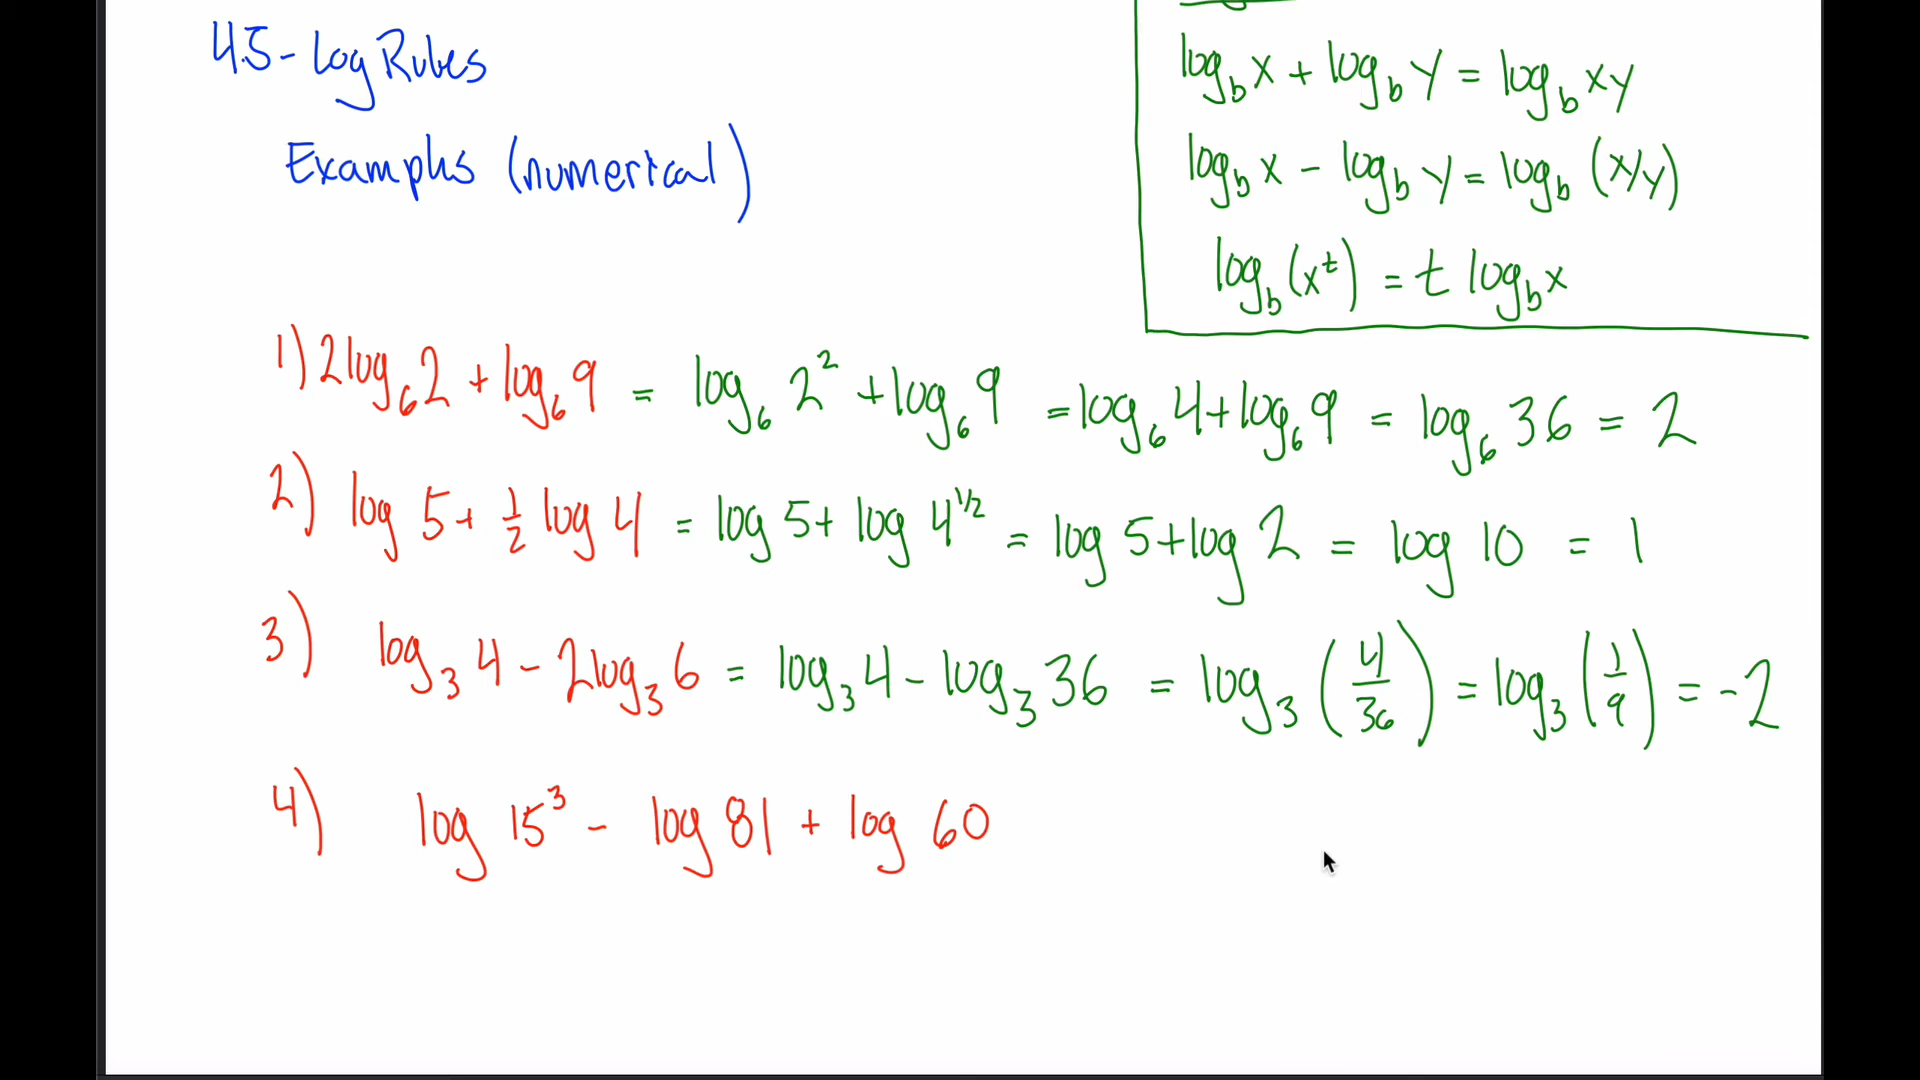 4.5 - Log Rules
Examples (numerical)
log_b x + log_b y = log_b xy
log_b x - log_b y = log_b (x/y)
log_b (x^t) = t log_b x
1) 2log_6 2 + log_6 9 = log_6 2^2 + log_6 9 = log_6 4 + log_6 9 = log_6 36 = 2
2) log 5 + 1/2 log 4 = log 5 + log 4^1/2 = log 5 + log 2 = log 10 = 1
3) log_3 4 - 2log_3 6 = log_3 4 - log_3 36 = log_3 (4/36) = log_3 (1/9) = -2
4) log 15^3 - log 81 + log 60